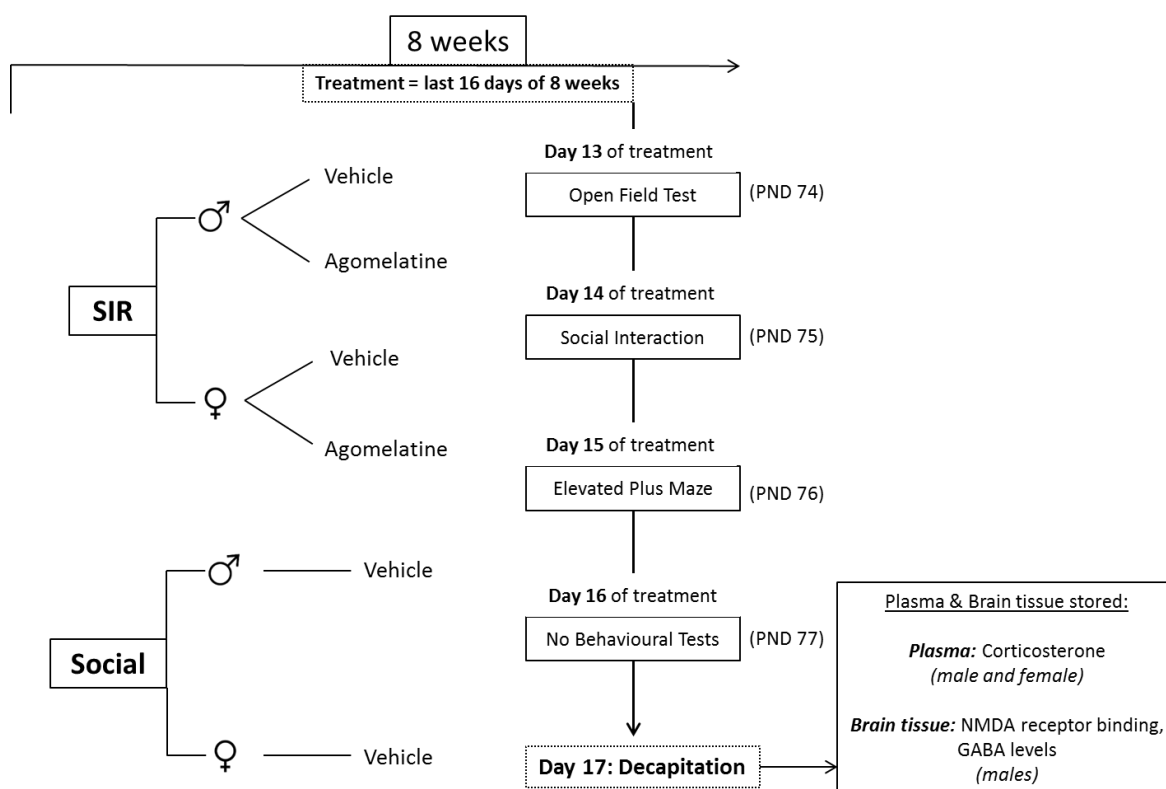 8 weeks
Treatment = last 16 days of 8 weeks
SIR
Vehicle
Agomelatine
Vehicle
Agomelatine
Social
Vehicle
Vehicle
Day 13 of treatment
Open Field Test
(PND 74)
Day 14 of treatment
Social Interaction
(PND 75)
Day 15 of treatment
Elevated Plus Maze
(PND 76)
Day 16 of treatment
No Behavioural Tests
(PND 77)
Day 17: Decapitation
Plasma & Brain tissue stored:
Plasma: Corticosterone
(male and female)
Brain tissue: NMDA receptor binding,
GABA levels
(males)